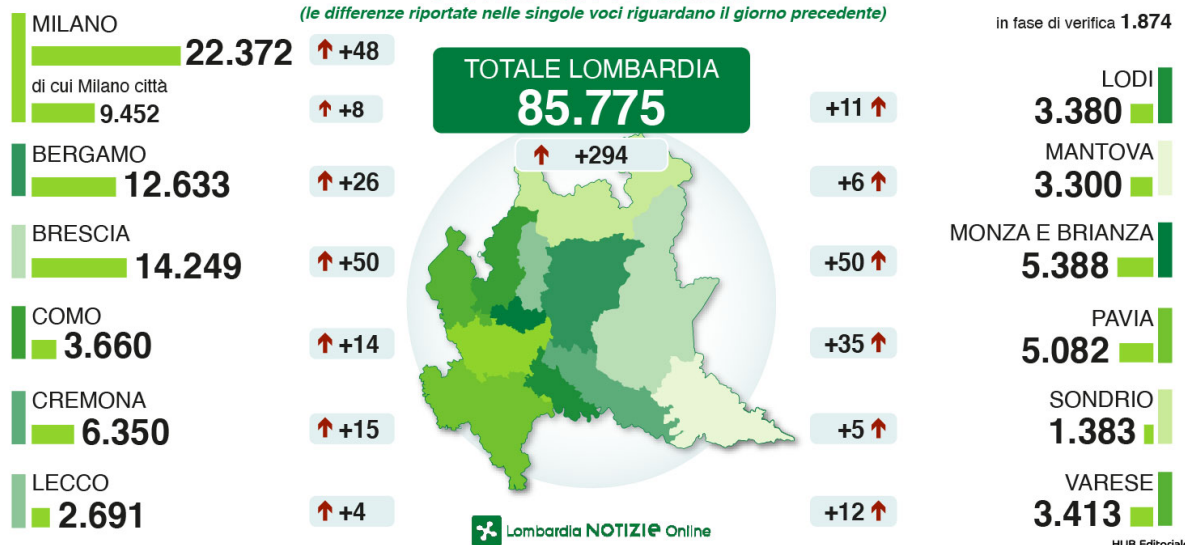 (le differenze riportate nelle singole voci riguardano il giorno precedente)
in fase di verifica 1.874
MILANO
22.372
+48
di cui Milano città
9.452
+8
BERGAMO
12.633
+26
BRESCIA
14.249
+50
COMO
3.660
+14
CREMONA
6.350
+15
LECCO
2.691
+4
TOTALE LOMBARDIA
85.775
+294
LODI
3.380
+11
MANTOVA
3.300
+6
MONZA E BRIANZA
5.388
+50
PAVIA
5.082
+35
SONDRIO
1.383
+5
VARESE
3.413
+12
Lombardia NOTIZIe Online
HUB Editoriale